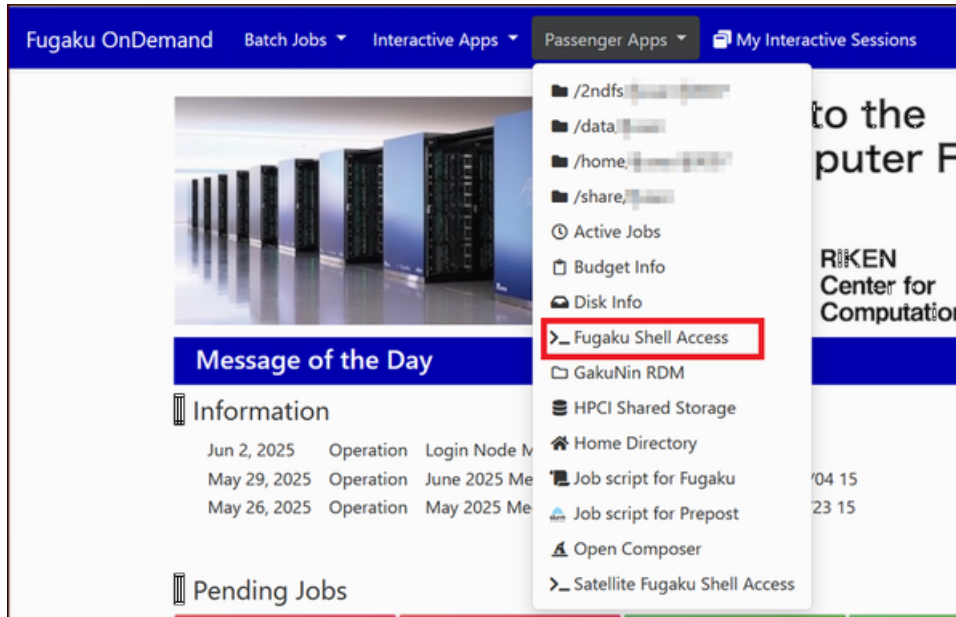 Fugaku OnDemand Batch Jobs Interactive Apps Passenger Apps My Interactive Sessions
/2ndfs
/data/
/home/
/share/
Active Jobs
Budget Info
Disk Info
>_ Fugaku Shell Access
GakuNin RDM
HPCI Shared Storage
Home Directory
Job script for Fugaku
Job script for Prepost
Open Composer
>_ Satellite Fugaku Shell Access
to the
puter F
RIKEN
Center for
Computation
Message of the Day
Information
Jun 2, 2025 Operation Login Node M
May 29, 2025 Operation June 2025 Me /04 15
May 26, 2025 Operation May 2025 Me /23 15
Pending Jobs